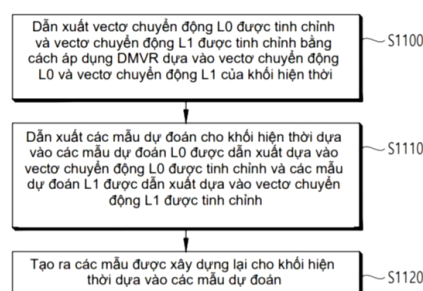 Dẫn xuất vectơ chuyển động L0 được tinh chỉnh
và vectơ chuyển động L1 được tinh chỉnh bằng
cách áp dụng DMVR dựa vào vectơ chuyển động
L0 và vectơ chuyển động L1 của khối hiện thời
S1100
Dẫn xuất các mẫu dự đoán cho khối hiện thời dựa
vào các mẫu dự đoán L0 được dẫn xuất dựa vào
vectơ chuyển động L0 được tinh chỉnh và các mẫu
dự đoán L1 được dẫn xuất dựa vào vectơ chuyển
động L1 được tinh chỉnh
S1110
Tạo ra các mẫu được xây dựng lại cho khối hiện
thời dựa vào các mẫu dự đoán
S1120